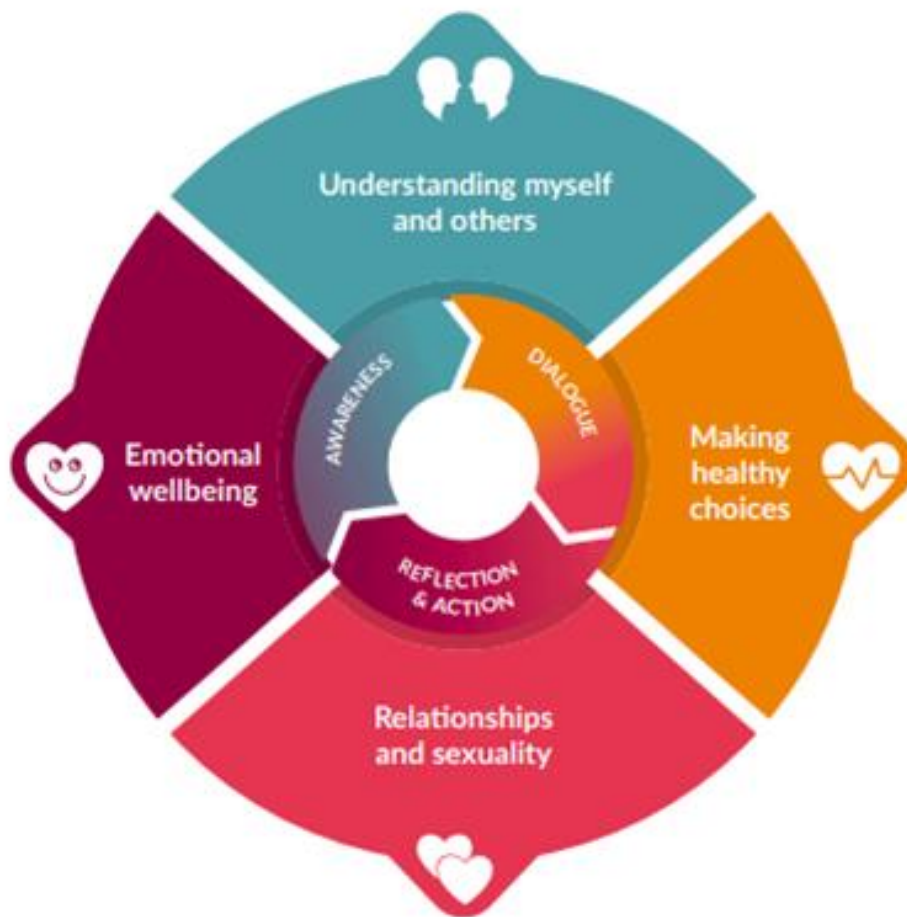 Understanding myself
and others
AWARENESS
DIALOGUE
Emotional
wellbeing
Making
healthy
choices
REFLECTION
& ACTION
Relationships
and sexuality